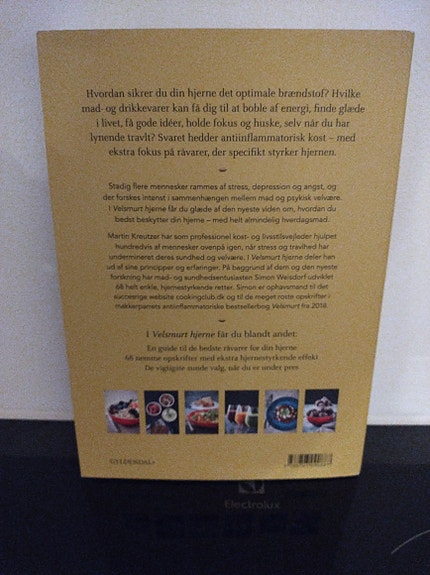 Hvordan sikrer du din hjerne det optimale brændstof? Hvilke
mad- og drikkevarer kan få dig til at boble af energi, finde glæde
i livet, få gode idéer, holde fokus og huske, selv når du har
lynende travlt? Svaret hedder antiinflammatorisk kost – med
ekstra fokus på råvarer, der specifikt styrker hjernen.
Stadig flere mennesker rammes af stress, depression og angst, og
der forskes intenst i sammenhængen mellem mad og psykisk velvære.
I Velsmurt hjerne får du glæde af den nyeste viden om, hvordan du
bedst beskytter din hjerne – med helt almindelig hverdagsmad.
Martin Kreutzer har som professionel kost- og livsstilsvejleder hjulpet
hundredvis af mennesker ovenpå igen, når stress og travlhed har
undermineret deres sundhed og velvære. I Velsmurt hjerne deler han
ud af sine principper og erfaringer. På baggrund af dem og den nyeste
forskning har mad- og sundhedsentusiasten Simon Weisdorf udviklet
68 helt enkle, hjernestyrkende retter. Simon er ophavsmand til det
succesrige website cookingclub.dk og til de meget roste opskrifter i
makkerparrets antiinflammatoriske bestsellerbog Velsmurt fra 2018.
I Velsmurt hjerne får du blandt andet:
En guide til de bedste råvarer for din hjerne
68 nemme opskrifter med ekstra hjernestyrkende effekt
De vigtigste sunde valg, når du er under pres
GYLDENDAL
Electrolux